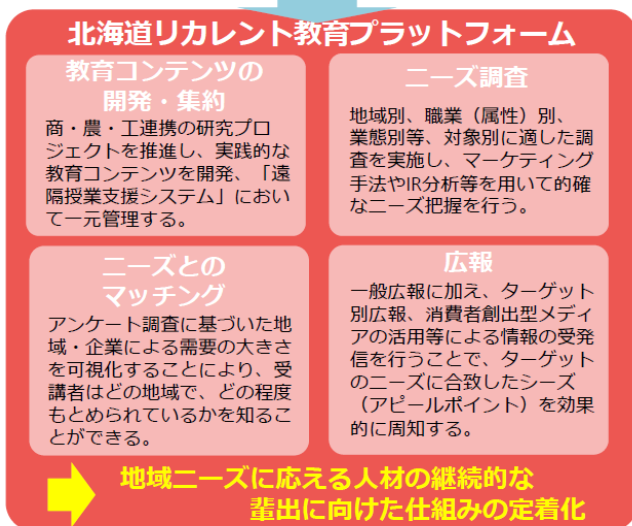 北海道リカレント教育プラットフォーム
教育コンテンツの
開発・集約
商・農・工連携の研究プロ
ジェクトを推進し、実践的な
教育コンテンツを開発、「遠
隔授業支援システム」におい
て一元管理する。
ニーズ調査
地域別、職業（属性）別、
業態別等、対象別に適した調
査を実施し、マーケティング
手法やIR分析等を用いて的確
なニーズ把握を行う。
ニーズとの
マッチング
アンケート調査に基づいた地
域・企業による需要の大きさ
を可視化することにより、受
講者はどの地域で、どの程度
もとめられているかを知るこ
とができる。
広報
一般広報に加え、ターゲット
別広報、消費者創出型メディ
アの活用等による情報の受発
信を行うことで、ターゲット
のニーズに合致したシーズ
（アピールポイント）を効果
的に周知する。
地域ニーズに応える人材の継続的な
輩出に向けた仕組みの定着化